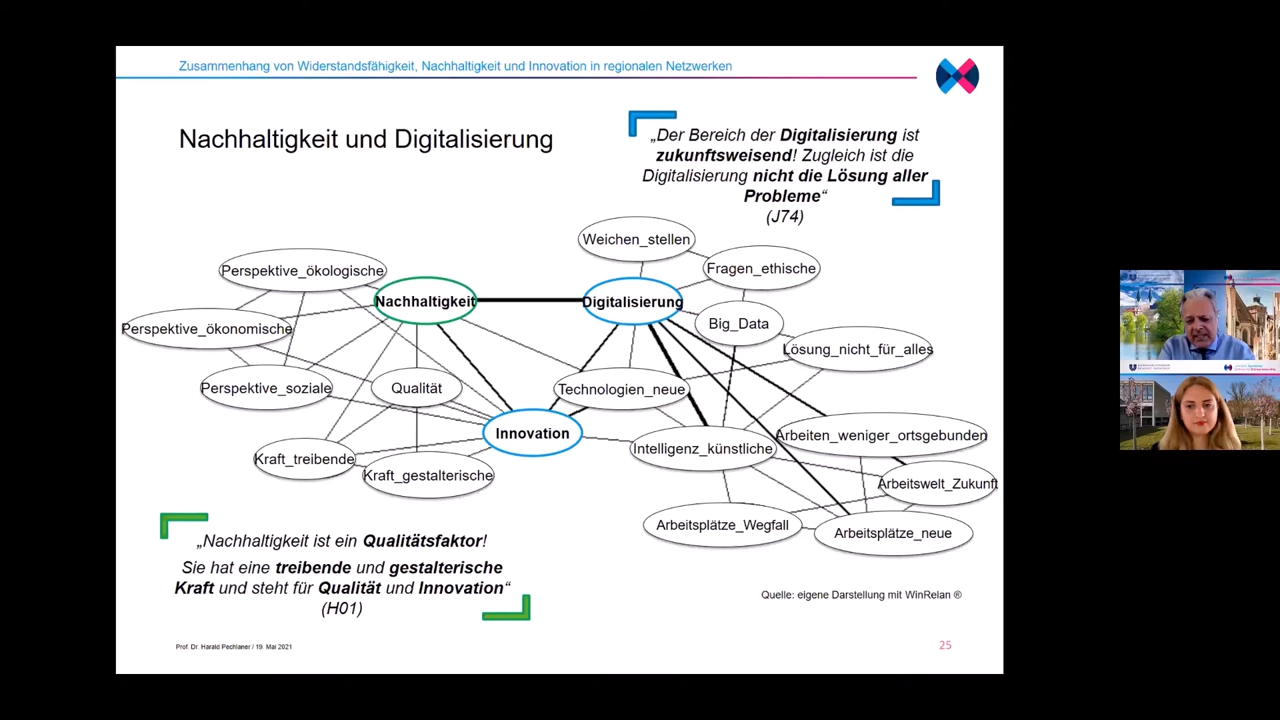 Zusammenhang von Widerstandsfähigkeit, Nachhaltigkeit und Innovation in regionalen Netzwerken
Nachhaltigkeit und Digitalisierung
„Der Bereich der Digitalisierung ist
zukunftsweisend! Zugleich ist die
Digitalisierung nicht die Lösung aller
Probleme“
(J74)
Weichen_stellen
Perspektive_ökologische
Fragen_ethische
Nachhaltigkeit
Digitalisierung
Big_Data
Perspektive_ökonomische
Lösung_nicht_für_alles
Perspektive_soziale
Qualität
Technologien_neue
Innovation
Arbeiten_weniger_ortsgebunden
Intelligenz_künstliche
Kraft_treibende
Kraft_gestalterische
Arbeitswelt_Zukunft
Arbeitsplätze_Wegfall
Arbeitsplätze_neue
„Nachhaltigkeit ist ein Qualitätsfaktor!
Sie hat eine treibende und gestalterische
Kraft und steht für Qualität und Innovation“
(H01)
Quelle: eigene Darstellung mit WinRelan ®
Prof. Dr. Harald Pechlaner / 19. Mai 2021
25